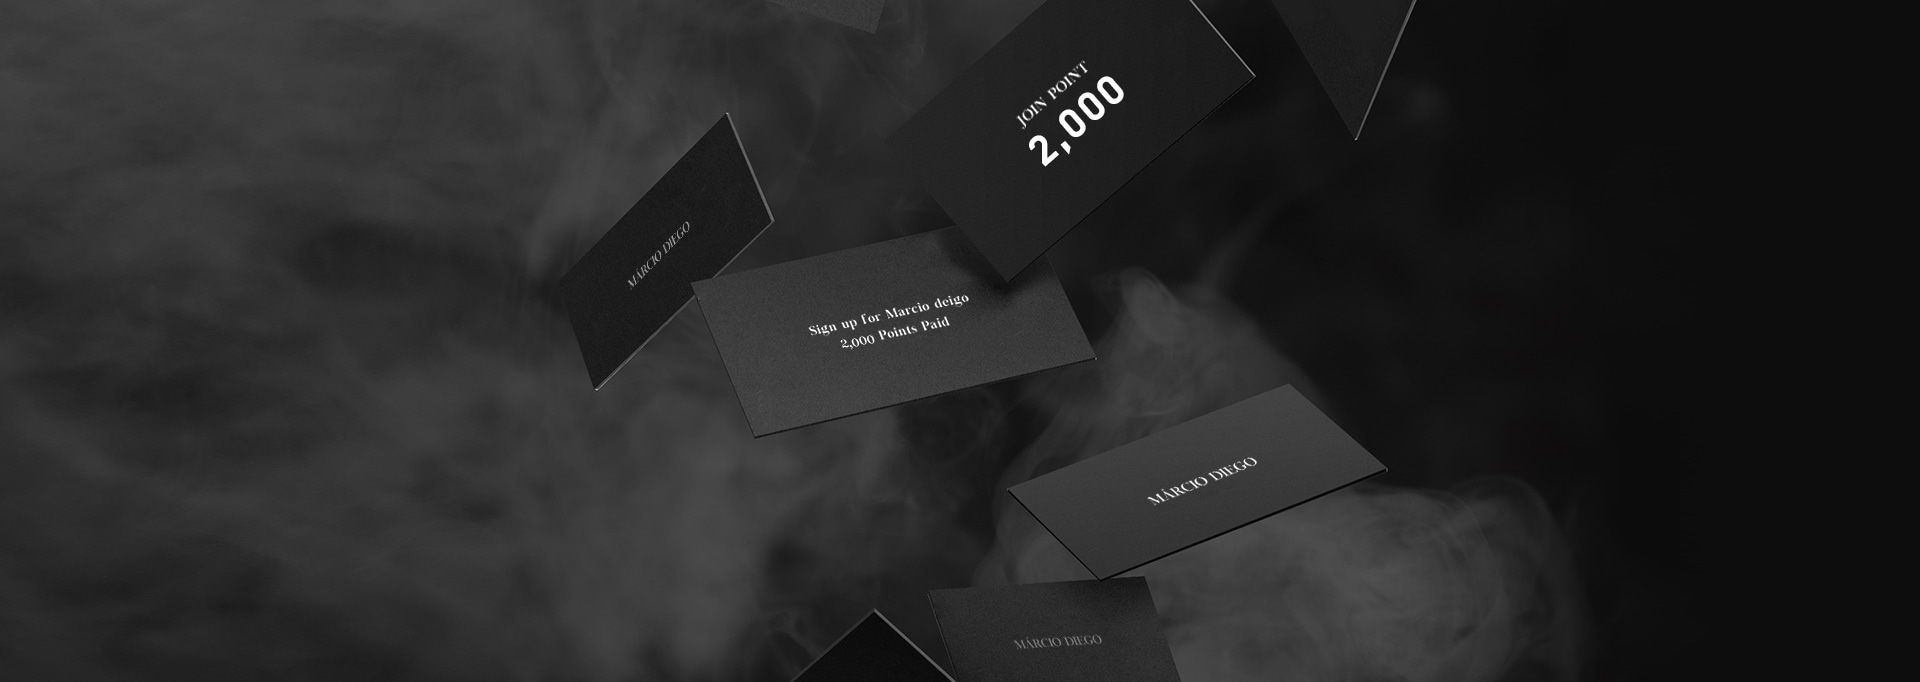 JOIN POINT
2,000
MÁRCIO DIEGO
Sign up for Marcio deigo
2,000 Points Paid
MÁRCIO DIEGO
MÁRCIO DIEGO